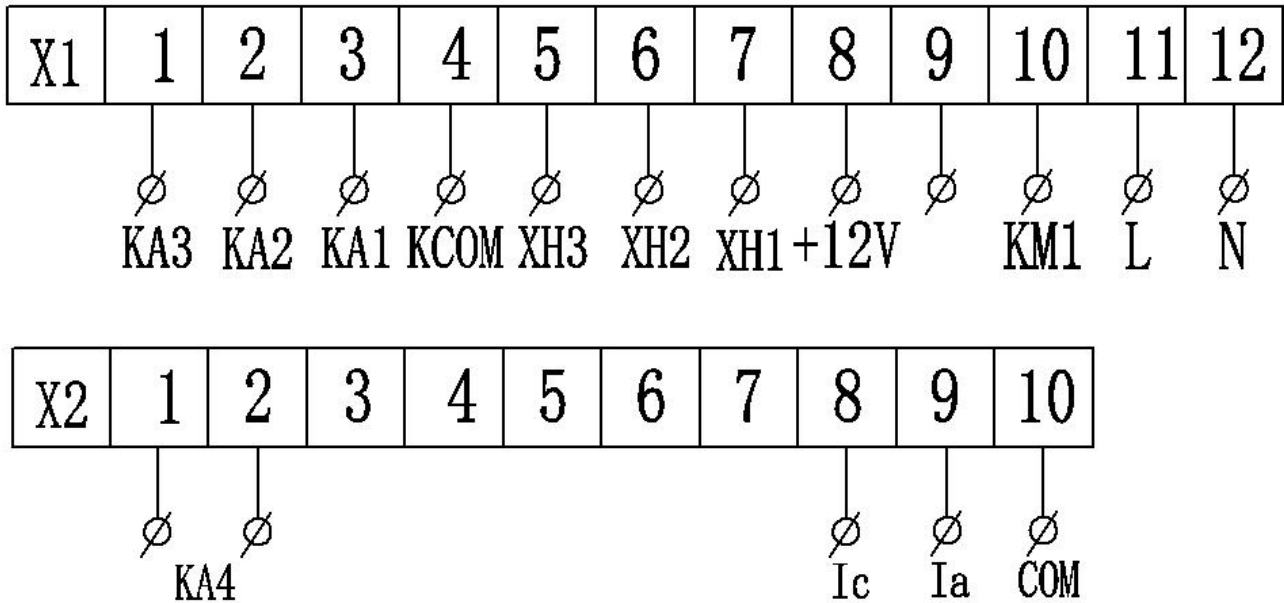 X1 1 2 3 4 5 6 7 8 9 10 11 12
KA3 KA2 KA1 KCOM XH3 XH2 XH1 +12V KM1 L N
X2 1 2 3 4 5 6 7 8 9 10
KA4 Ic Ia COM